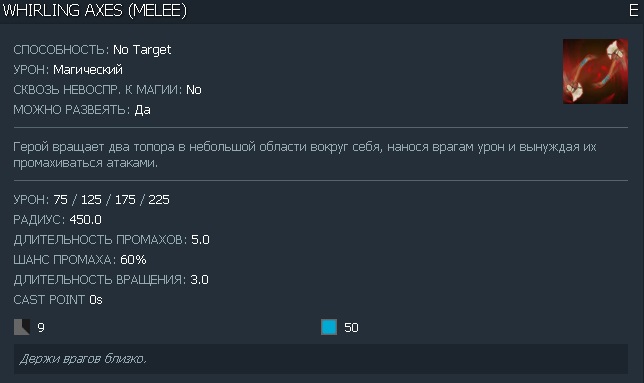 WHIRLING AXES (MELEE) E
СПОСОБНОСТЬ: No Target
УРОН: Магический
СКВОЗЬ НЕВОСПР. К МАГИИ: No
МОЖНО РАЗВЕЯТЬ: Да
Герой вращает два топора в небольшой области вокруг себя, нанося врагам урон и вынуждая их
промахиваться атаками.
УРОН: 75 / 125 / 175 / 225
РАДИУС: 450.0
ДЛИТЕЛЬНОСТЬ ПРОМАХОВ: 5.0
ШАНС ПРОМАХА: 60%
ДЛИТЕЛЬНОСТЬ ВРАЩЕНИЯ: 3.0
CAST POINT 0s
9 50
Держи врагов близко.